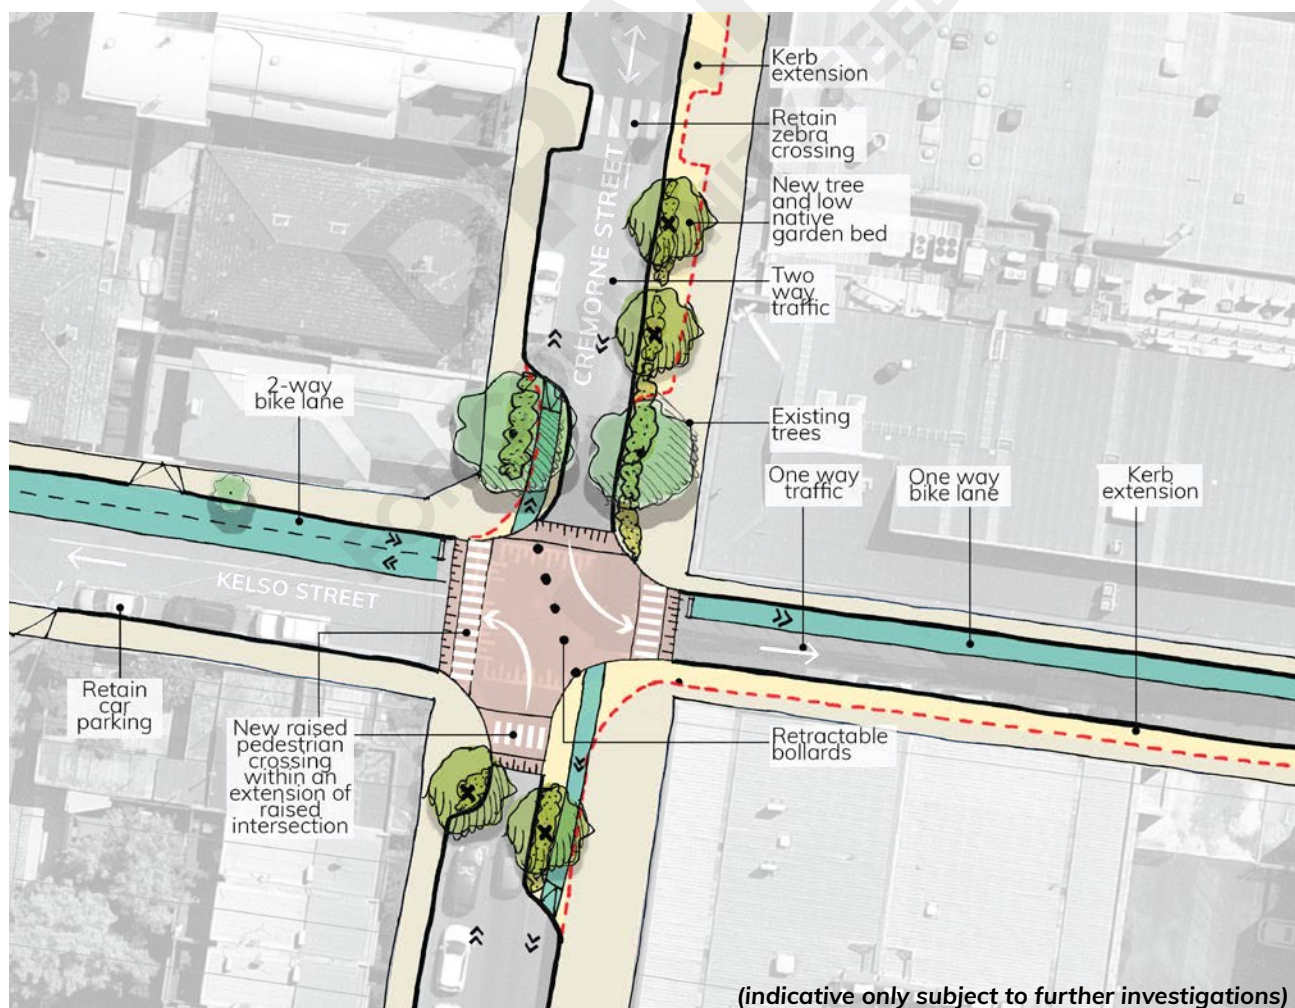 Kerb
extension
Retain
zebra
crossing
CREMORNE STREET
New tree
and low
native
garden bed
Two
way
traffic
2-way
bike lane
Existing
trees
One way
traffic
One way
bike lane
Kerb
extension
KELSO STREET
Retain
car
parking
New raised
pedestrian
crossing
within an
extension of
raised
intersection
Retractable
bollards
(indicative only subject to further investigations)